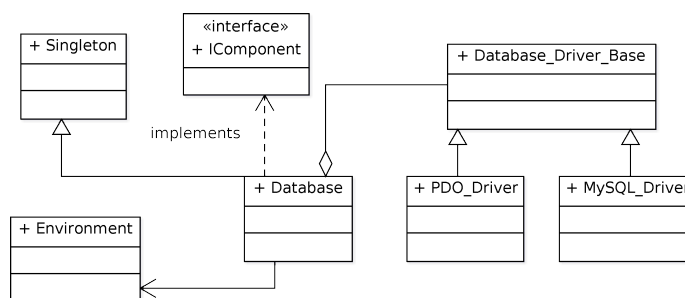 «interface»
+ IComponent
+ Singleton
+ Database_Driver_Base
implements
+ Database
+ PDO_Driver
+ MySQL_Driver
+ Environment